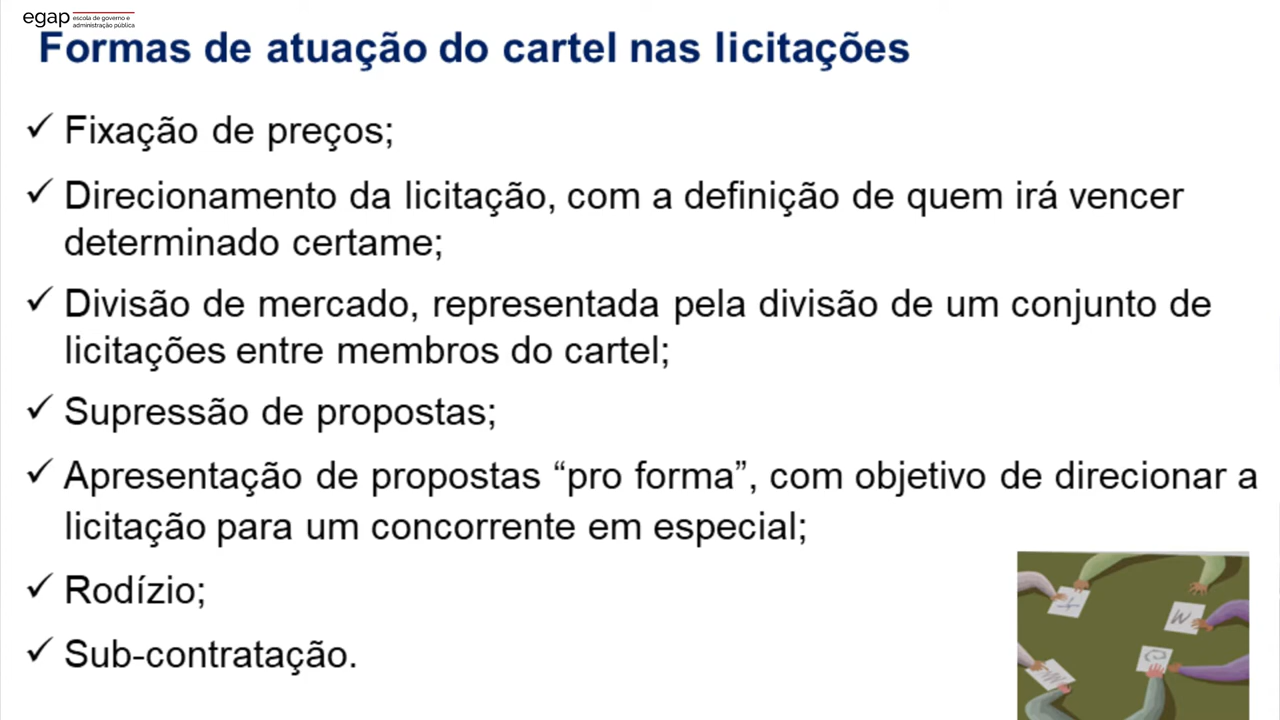 egap escola de governo e
administração pública
Formas de atuação do cartel nas licitações
✓ Fixação de preços;
✓ Direcionamento da licitação, com a definição de quem irá vencer
determinado certame;
✓ Divisão de mercado, representada pela divisão de um conjunto de
licitações entre membros do cartel;
✓ Supressão de propostas;
✓ Apresentação de propostas “pro forma”, com objetivo de direcionar a
licitação para um concorrente em especial;
✓ Rodízio;
✓ Sub-contratação.